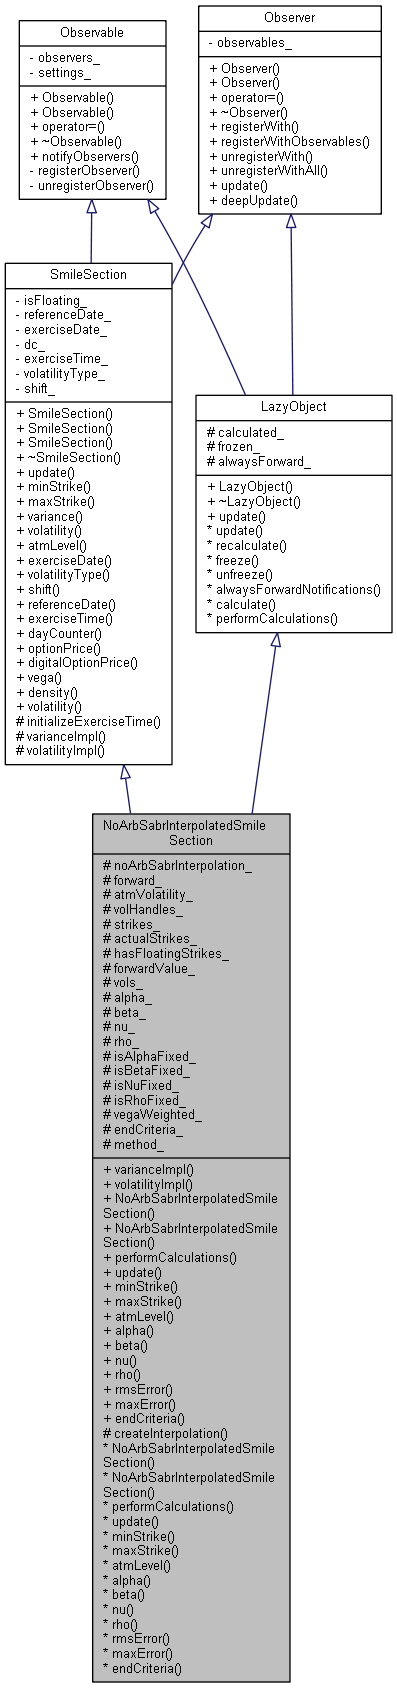 Observable
- observers_
- settings_
+ Observable()
+ Observable()
+ operator=()
+ ~Observable()
+ notifyObservers()
- registerObserver()
- unregisterObserver()
Observer
- observables_
+ Observer()
+ Observer()
+ operator=()
+ ~Observer()
+ registerWith()
+ registerWithObservables()
+ unregisterWith()
+ unregisterWithAll()
+ update()
+ deepUpdate()
SmileSection
- isFloating_
- referenceDate_
- exerciseDate_
- dc_
- exerciseTime_
- volatilityType_
- shift_
+ SmileSection()
+ SmileSection()
+ SmileSection()
+ ~SmileSection()
+ update()
+ minStrike()
+ maxStrike()
+ variance()
+ volatility()
+ atmLevel()
+ exerciseDate()
+ volatilityType()
+ shift()
+ referenceDate()
+ exerciseTime()
+ dayCounter()
+ optionPrice()
+ digitalOptionPrice()
+ vega()
+ density()
+ volatility()
# initializeExerciseTime()
# varianceImpl()
# volatilityImpl()
LazyObject
# calculated_
# frozen_
# alwaysForward_
+ LazyObject()
+ ~LazyObject()
+ update()
* update()
* recalculate()
* freeze()
* unfreeze()
* alwaysForwardNotifications()
* calculate()
* performCalculations()
NoArbSabrInterpolatedSmile
Section
# noArbSabrInterpolation_
# forward_
# atmVolatility_
# volHandles_
# strikes_
# actualStrikes_
# hasFloatingStrikes_
# forwardValue_
# vols_
# alpha_
# beta_
# nu_
# rho_
# isAlphaFixed_
# isBetaFixed_
# isNuFixed_
# isRhoFixed_
# vegaWeighted_
# endCriteria_
# method_
+ varianceImpl()
+ volatilityImpl()
+ NoArbSabrInterpolatedSmile
Section()
+ NoArbSabrInterpolatedSmile
Section()
+ performCalculations()
+ update()
+ minStrike()
+ maxStrike()
+ atmLevel()
+ alpha()
+ beta()
+ nu()
+ rho()
+ rmsError()
+ maxError()
+ endCriteria()
# createInterpolation()
* NoArbSabrInterpolatedSmile
Section()
* NoArbSabrInterpolatedSmile
Section()
* performCalculations()
* update()
* minStrike()
* maxStrike()
* atmLevel()
* alpha()
* beta()
* nu()
* rho()
* rmsError()
* maxError()
* endCriteria()